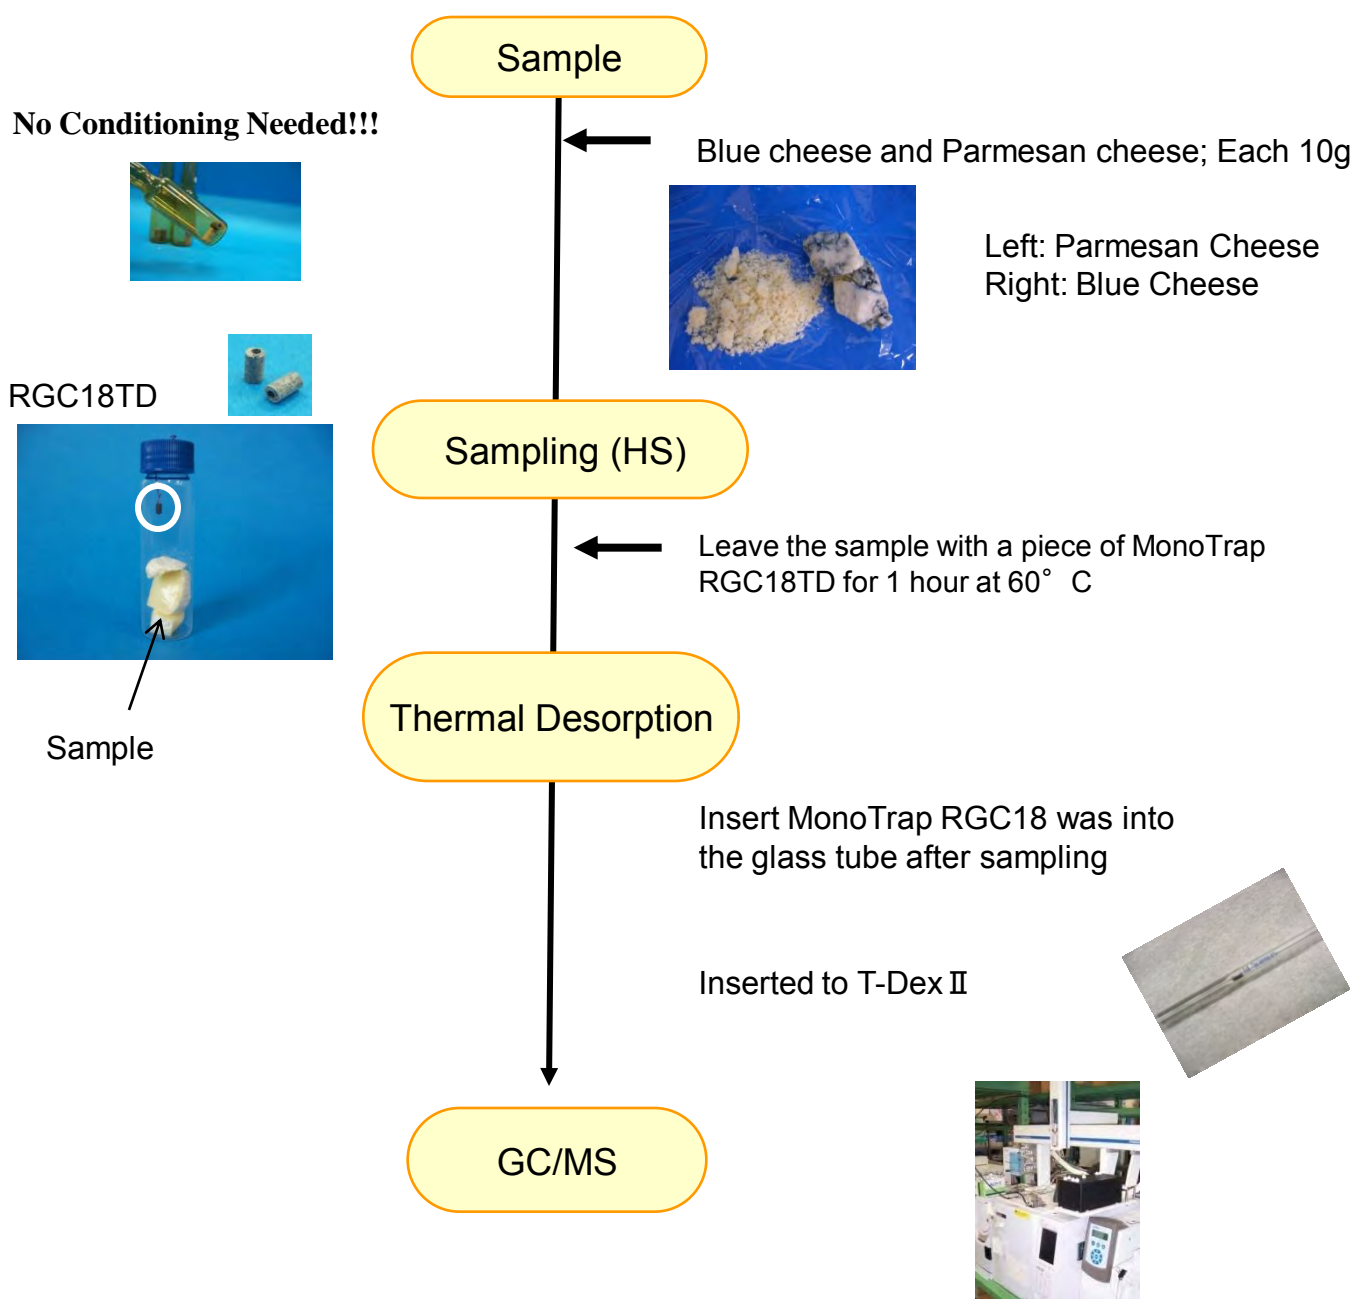 Sample
No Conditioning Needed!!!
Blue cheese and Parmesan cheese; Each 10g
Left: Parmesan Cheese
Right: Blue Cheese
RGC18TD
Sampling (HS)
Leave the sample with a piece of MonoTrap
RGC18TD for 1 hour at 60° C
Thermal Desorption
Sample
Insert MonoTrap RGC18 was into
the glass tube after sampling
Inserted to T-Dex Ⅱ
GC/MS